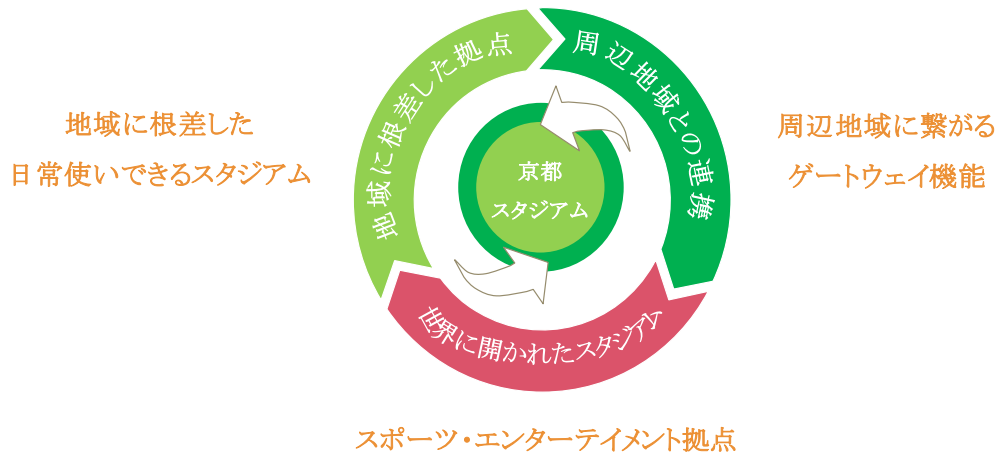 地域に根差した
日常使いできるスタジアム
地域に根差した拠点
周辺地域との連携
京都
スタジアム
世界に開かれたスタジアム
周辺地域に繋がる
ゲートウェイ機能
スポーツ・エンターテイメント拠点